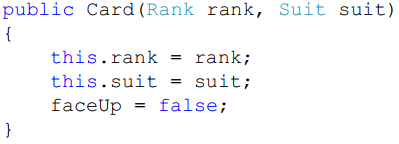 public Card(Rank rank, Suit suit)
{
    this.rank = rank;
    this.suit = suit;
    faceUp = false;
}